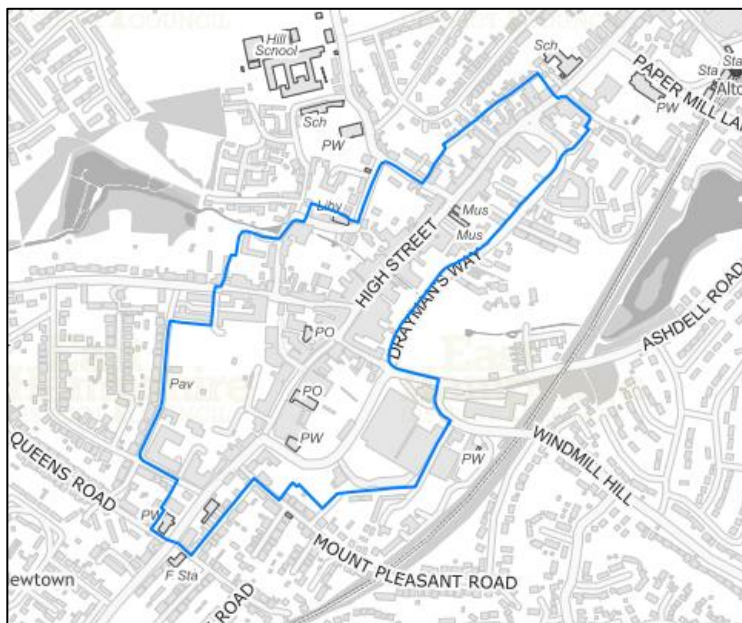 COUNCIL
Hill
School
Sch
PW
Sch
Sta
Sta
Alto
PAPER MILL LA
PW
Liby
Mus
Mus
HIGH STREET
DRAYMAN'S WAY
ASHDELL ROAD
PO
Pav
PO
PW
WINDMILL HILL
PW
QUEENS ROAD
PW
F. Sta
MOUNT PLEASANT ROAD
ewtown
ROAD